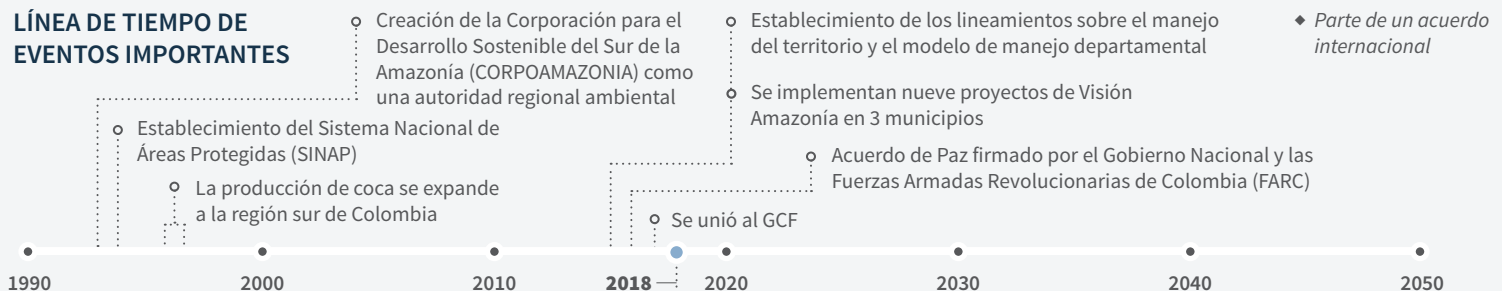 LÍNEA DE TIEMPO DE
EVENTOS IMPORTANTES
Creación de la Corporación para el
Desarrollo Sostenible del Sur de la
Amazonía (CORPOAMAZONIA) como
una autoridad regional ambiental
Establecimiento del Sistema Nacional de
Áreas Protegidas (SINAP)
La producción de coca se expande
a la región sur de Colombia
Establecimiento de los lineamientos sobre el manejo
del territorio y el modelo de manejo departamental
Se implementan nueve proyectos de Visión
Amazonía en 3 municipios
Acuerdo de Paz firmado por el Gobierno Nacional y las
Fuerzas Armadas Revolucionarias de Colombia (FARC)
Se unió al GCF
Parte de un acuerdo
internacional
1990 2000 2010 2018 2020 2030 2040 2050